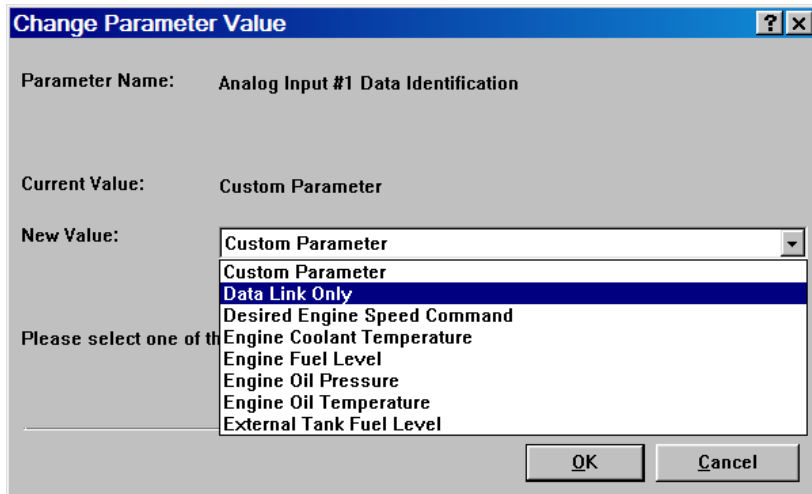 Change Parameter Value
Parameter Name: Analog Input #1 Data Identification
Current Value: Custom Parameter
New Value: Custom Parameter
Custom Parameter
Data Link Only
Desired Engine Speed Command
Engine Coolant Temperature
Please select one of th
Engine Fuel Level
Engine Oil Pressure
Engine Oil Temperature
External Tank Fuel Level
OK Cancel